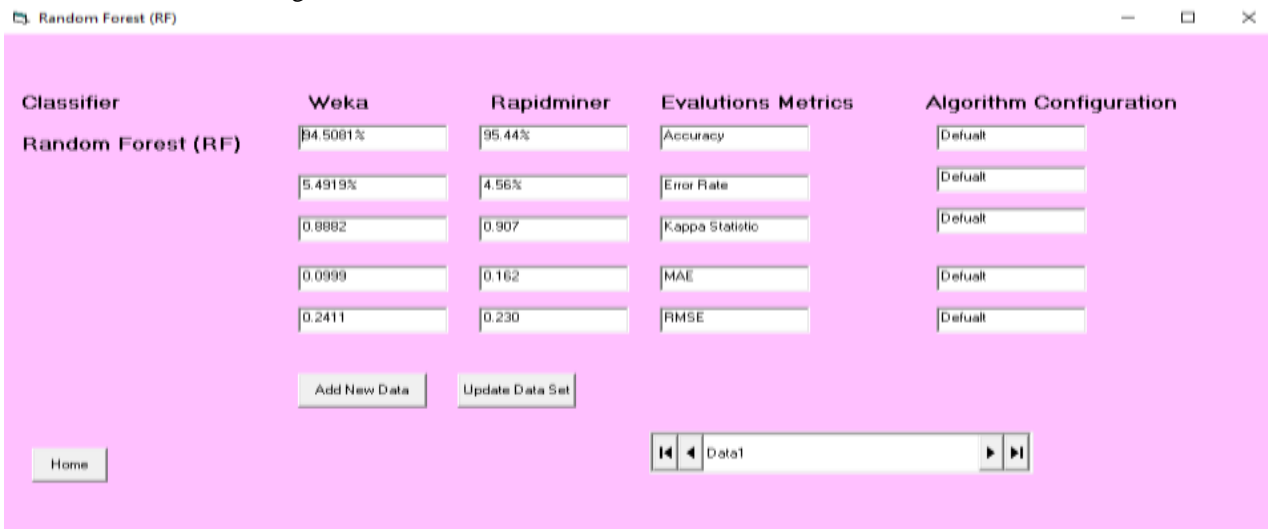 Random Forest (RF)
Classifier Weka Rapidminer Evalutions Metrics Algorithm Configuration
Random Forest (RF) 94.5081% 95.44% Accuracy Defualt
5.4919% 4.56% Error Rate Defualt
0.8882 0.907 Kappa Statistic Defualt
0.0999 0.162 MAE Defualt
0.2411 0.230 RMSE Defualt
Add New Data Update Data Set
Home Data1